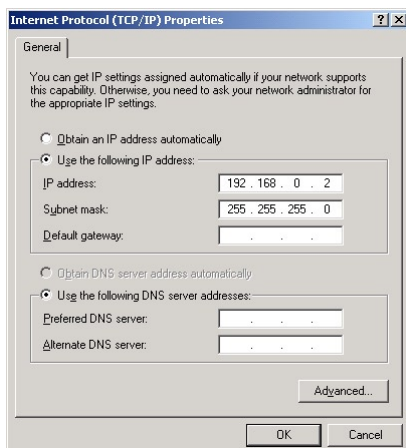 Internet Protocol (TCP/IP) Properties
General
You can get IP settings assigned automatically if your network supports
this capability. Otherwise, you need to ask your network administrator for
the appropriate IP settings.
Obtain an IP address automatically
Use the following IP address:
IP address: 192 . 168 . 0 . 2
Subnet mask: 255 . 255 . 255 . 0
Default gateway: . . .
Obtain DNS server address automatically
Use the following DNS server addresses:
Preferred DNS server: . . .
Alternate DNS server: . . .
Advanced...
OK Cancel